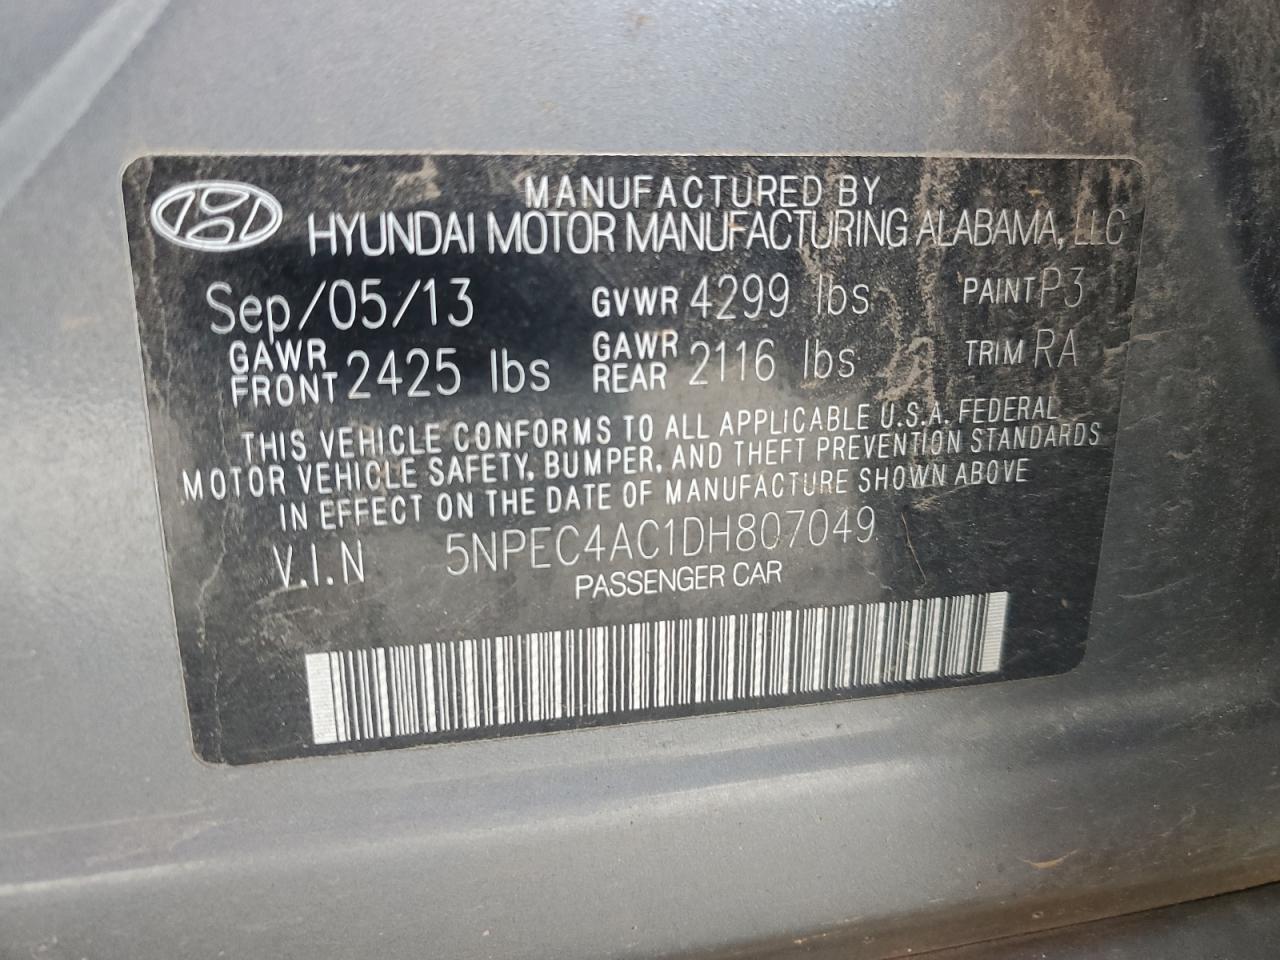 MANUFACTURED BY
HYUNDAI MOTOR MANUFACTURING ALABAMA, LLC
Sep/05/13 GVWR 4299 lbs PAINT P3
GAWR FRONT 2425 lbs GAWR REAR 2116 lbs TRIM RA
THIS VEHICLE CONFORMS TO ALL APPLICABLE U.S.A. FEDERAL
MOTOR VEHICLE SAFETY, BUMPER, AND THEFT PREVENTION STANDARDS
IN EFFECT ON THE DATE OF MANUFACTURE SHOWN ABOVE
V.I.N 5NPEC4AC1DH807049
PASSENGER CAR